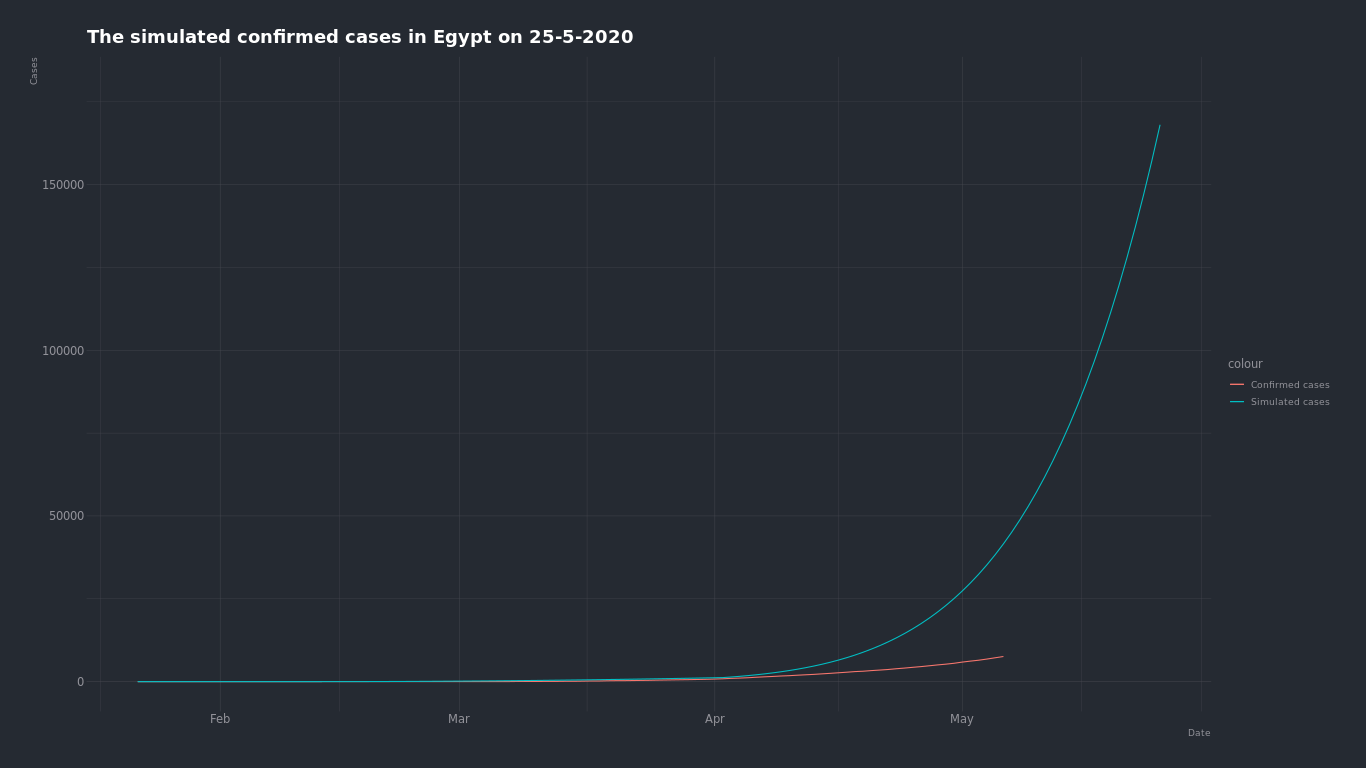 The simulated confirmed cases in Egypt on 25-5-2020
Cases
150000
100000
50000
0
Feb Mar Apr May
Date
colour
Confirmed cases
Simulated cases